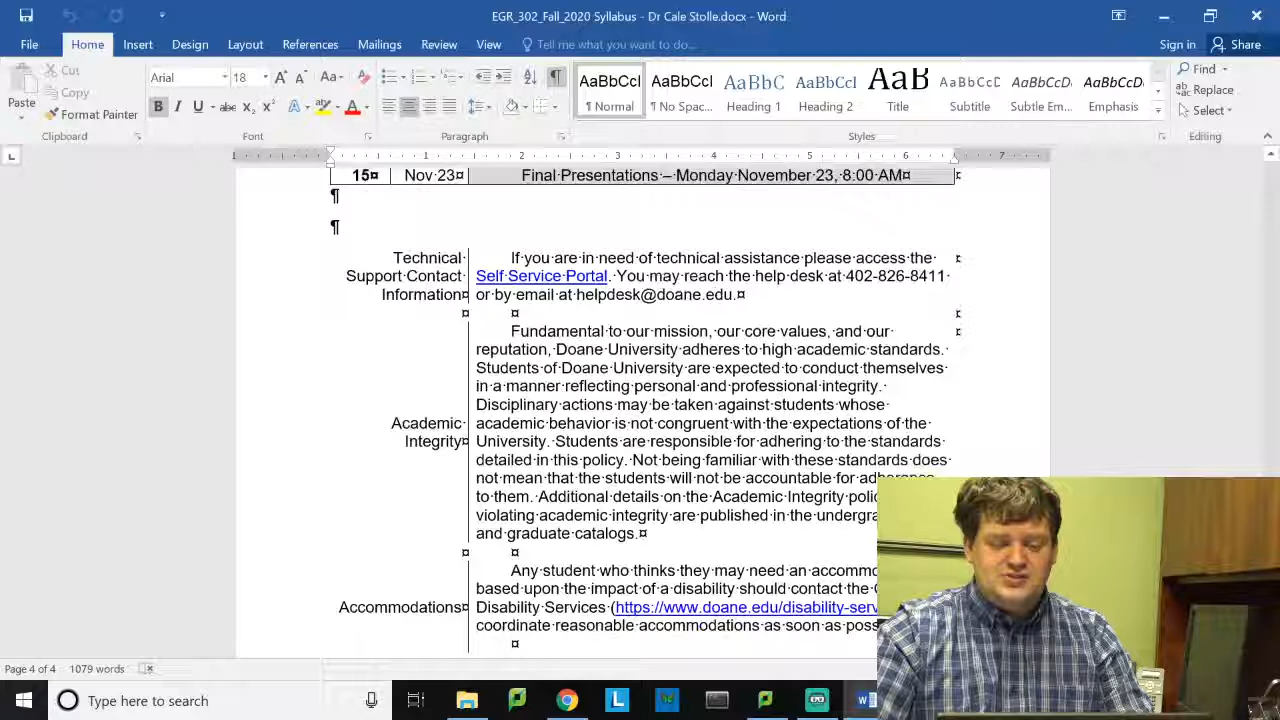 EGR_302_Fall_2020 Syllabus - Dr Cale Stolle.docx - Word
File Home Insert Design Layout References Mailings Review View Tell me what you want to do... Sign in Share
Cut
Copy
Paste
Format Painter
Clipboard
Arial 18
Font
Paragraph
AaBbCcI AaBbCcI AaBbC AaBbCcI AaB AaBbCcD AaBbCcD AaBbCcD
¶ Normal ¶ No Spac... Heading 1 Heading 2 Title Subtitle Subtle Em... Emphasis
Styles
Find
Replace
Select
Editing
1 1 2 3 4 5 6 7
15¤ Nov·23¤ Final·Presentations·–·Monday·November·23,·8:00·AM¤ ¤
¶
¶
Technical·
Support·Contact·
Information¤
If·you·are·in·need·of·technical·assistance·please·access·the·
Self·Service·Portal.·You·may·reach·the·help·desk·at·402-826-8411·
or·by·email·at·helpdesk@doane.edu.¤
¤ ¤ ¤
Academic·
Integrity¤
Fundamental·to·our·mission,·our·core·values,·and·our·
reputation,·Doane·University·adheres·to·high·academic·standards.·
Students·of·Doane·University·are·expected·to·conduct·themselves·
in·a·manner·reflecting·personal·and·professional·integrity.·
Disciplinary·actions·may·be·taken·against·students·whose·
academic·behavior·is·not·congruent·with·the·expectations·of·the·
University.·Students·are·responsible·for·adhering·to·the·standards·
detailed·in·this·policy.·Not·being·familiar·with·these·standards·does·
not·mean·that·the·students·will·not·be·accountable·for·
to·them.·Additional·details·on·the·Academic·Integrity
violating·academic·integrity·are·published·in·the
and·graduate·catalogs.¤
¤ ¤
Accommodations¤
Any·student·who·thinks·they·may·need·an
based·upon·the·impact·of·a·disability·should·contact·the
Disability·Services·(https://www.doane.edu/disability-serv
coordinate·reasonable·accommodations·as·soon·as
¤
Page 4 of 4 1079 words
Type here to search